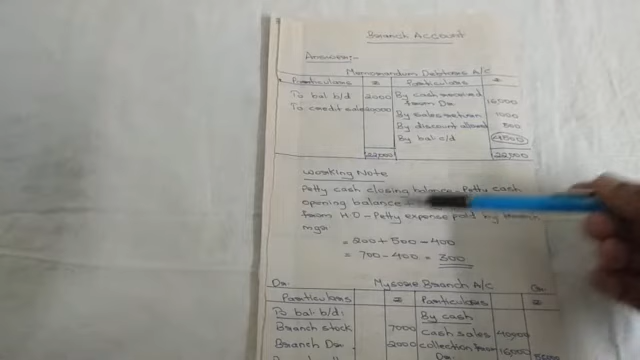 Branch Account
Answer:-
Memorandum Debtors A/C
Particulars ₹ Particulars ₹
To bal b/d 2000 By cash received
To credit sales 20000 from Dr.
By sales return 1000
By discount allowed
By bal c/d
22000 22000
Working Note
Petty cash closing balance = Petty cash
opening balance
from H.O - Petty expense paid by Branch
mgr
= 200 + 500 - 400
= 700 - 400 = 300
Dr. Mysore Branch A/C Cr.
Particulars ₹ Particulars ₹
To bal b/d: By cash
Branch stock 7000 Cash sales
Branch Dr. 2000 collection from
Dr.